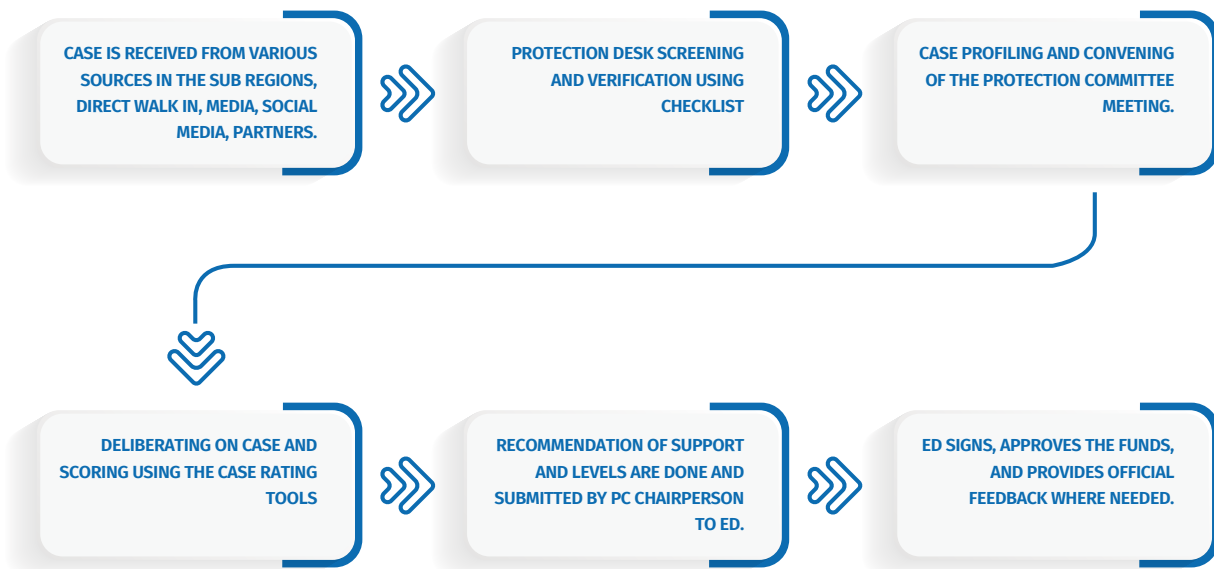 CASE IS RECEIVED FROM VARIOUS
SOURCES IN THE SUB REGIONS,
DIRECT WALK IN, MEDIA, SOCIAL
MEDIA, PARTNERS.
PROTECTION DESK SCREENING
AND VERIFICATION USING
CHECKLIST
CASE PROFILING AND CONVENING
OF THE PROTECTION COMMITTEE
MEETING.
DELIBERATING ON CASE AND
SCORING USING THE CASE RATING
TOOLS
RECOMMENDATION OF SUPPORT
AND LEVELS ARE DONE AND
SUBMITTED BY PC CHAIRPERSON
TO ED.
ED SIGNS, APPROVES THE FUNDS,
AND PROVIDES OFFICIAL
FEEDBACK WHERE NEEDED.